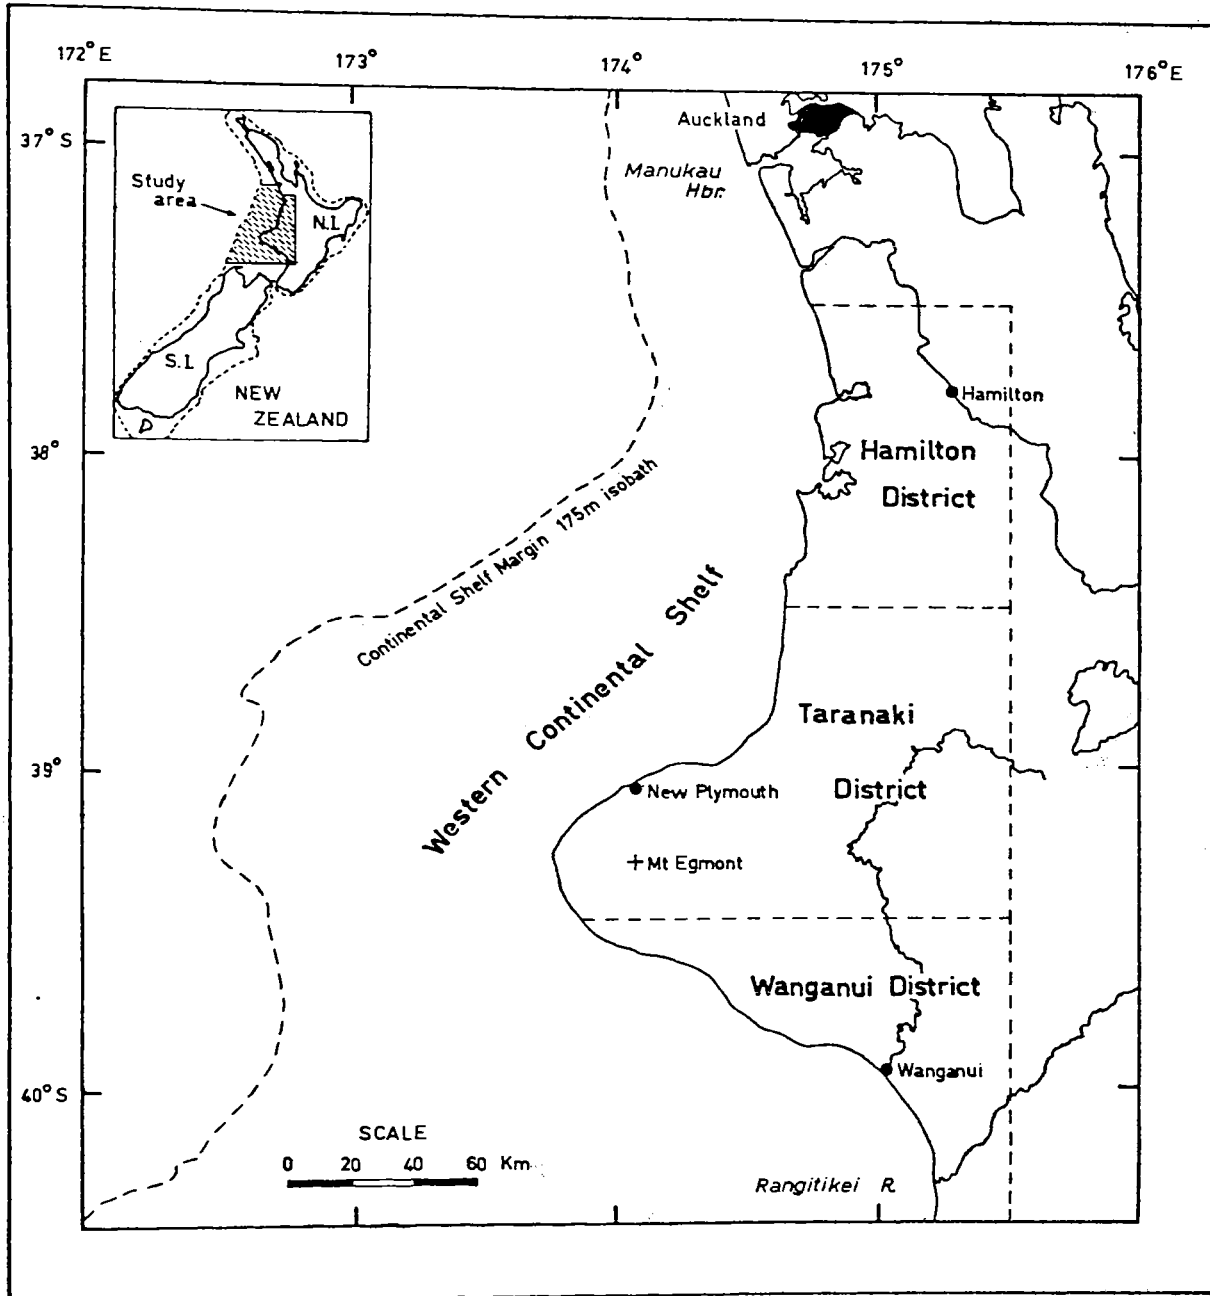 172°E
173°
174°
175°
176°E
37°S
38°
39°
40°S
Study
area
N.I.
S.I.
NEW
ZEALAND
Auckland
Manukau
Hbr.
Hamilton
Hamilton
District
Continental Shelf Margin 175m isobath
Western Continental Shelf
Taranaki
District
New Plymouth
Mt Egmont
Wanganui District
Wanganui
SCALE
0 20 40 60 Km
Rangitikei R.